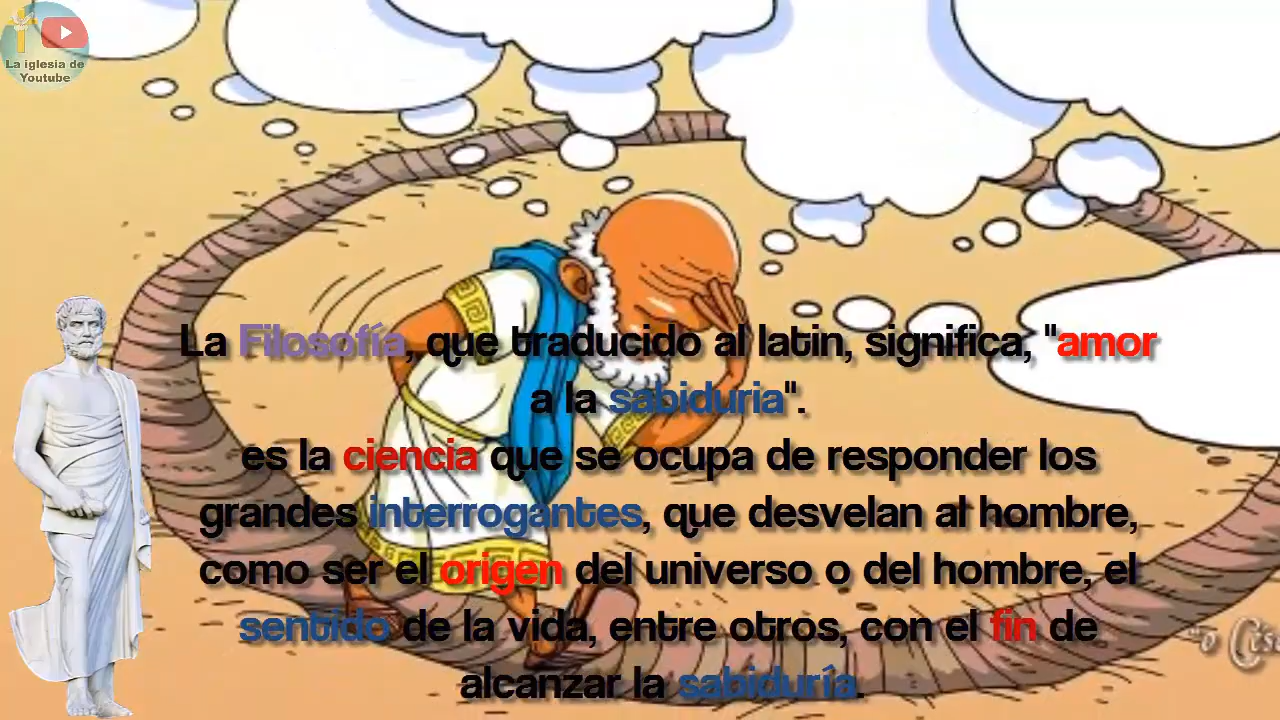 La iglesia de
Youtube
La Filosofía, que traducido al latin, significa, "amor
a la sabiduria".
es la ciencia que se ocupa de responder los
grandes interrogantes, que desvelan al hombre,
como ser el origen del universo o del hombre, el
sentido de la vida, entre otros, con el fin de
alcanzar la sabiduría.